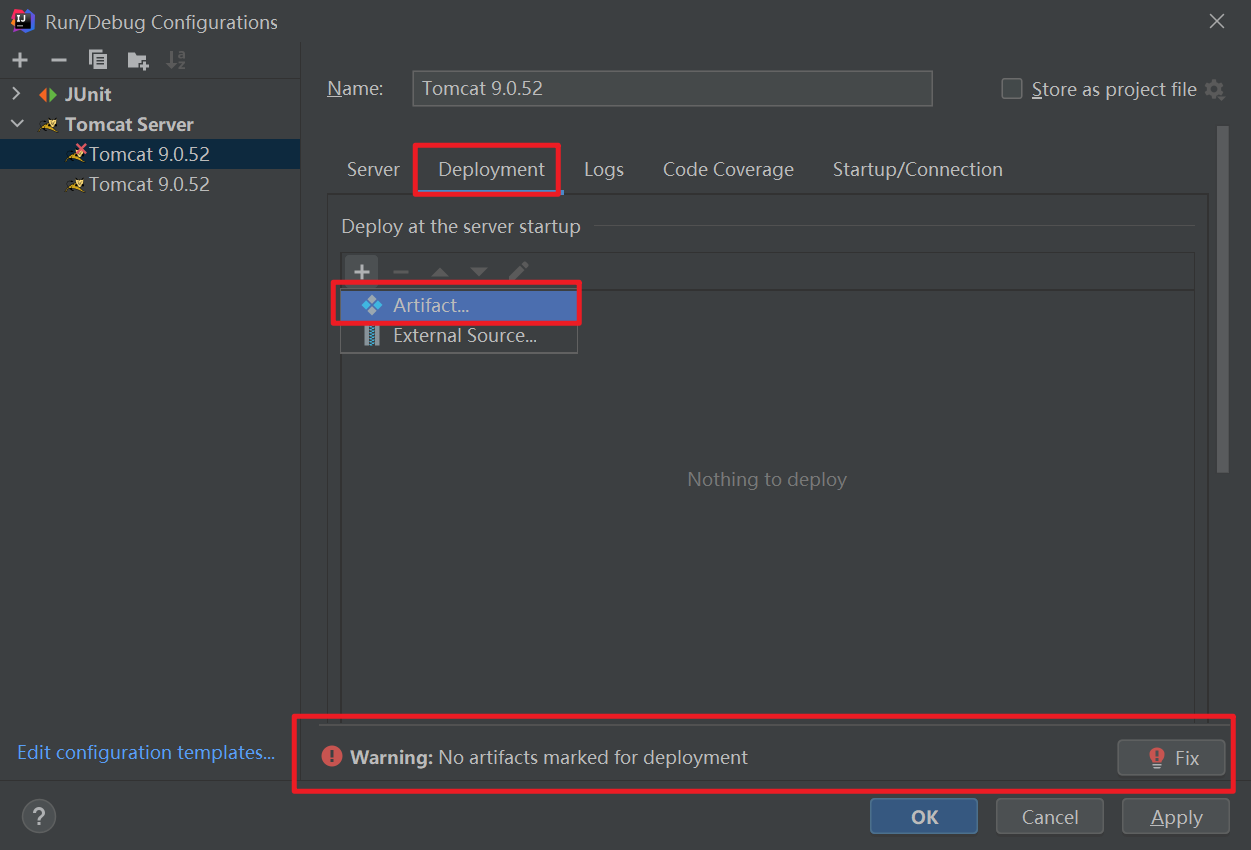 Run/Debug Configurations
JUnit
Tomcat Server
Tomcat 9.0.52
Tomcat 9.0.52
Edit configuration templates...
Name:
Tomcat 9.0.52
Store as project file
Server
Deployment
Logs
Code Coverage
Startup/Connection
Deploy at the server startup
Artifact...
External Source...
Nothing to deploy
Warning: No artifacts marked for deployment
Fix
?
OK
Cancel
Apply